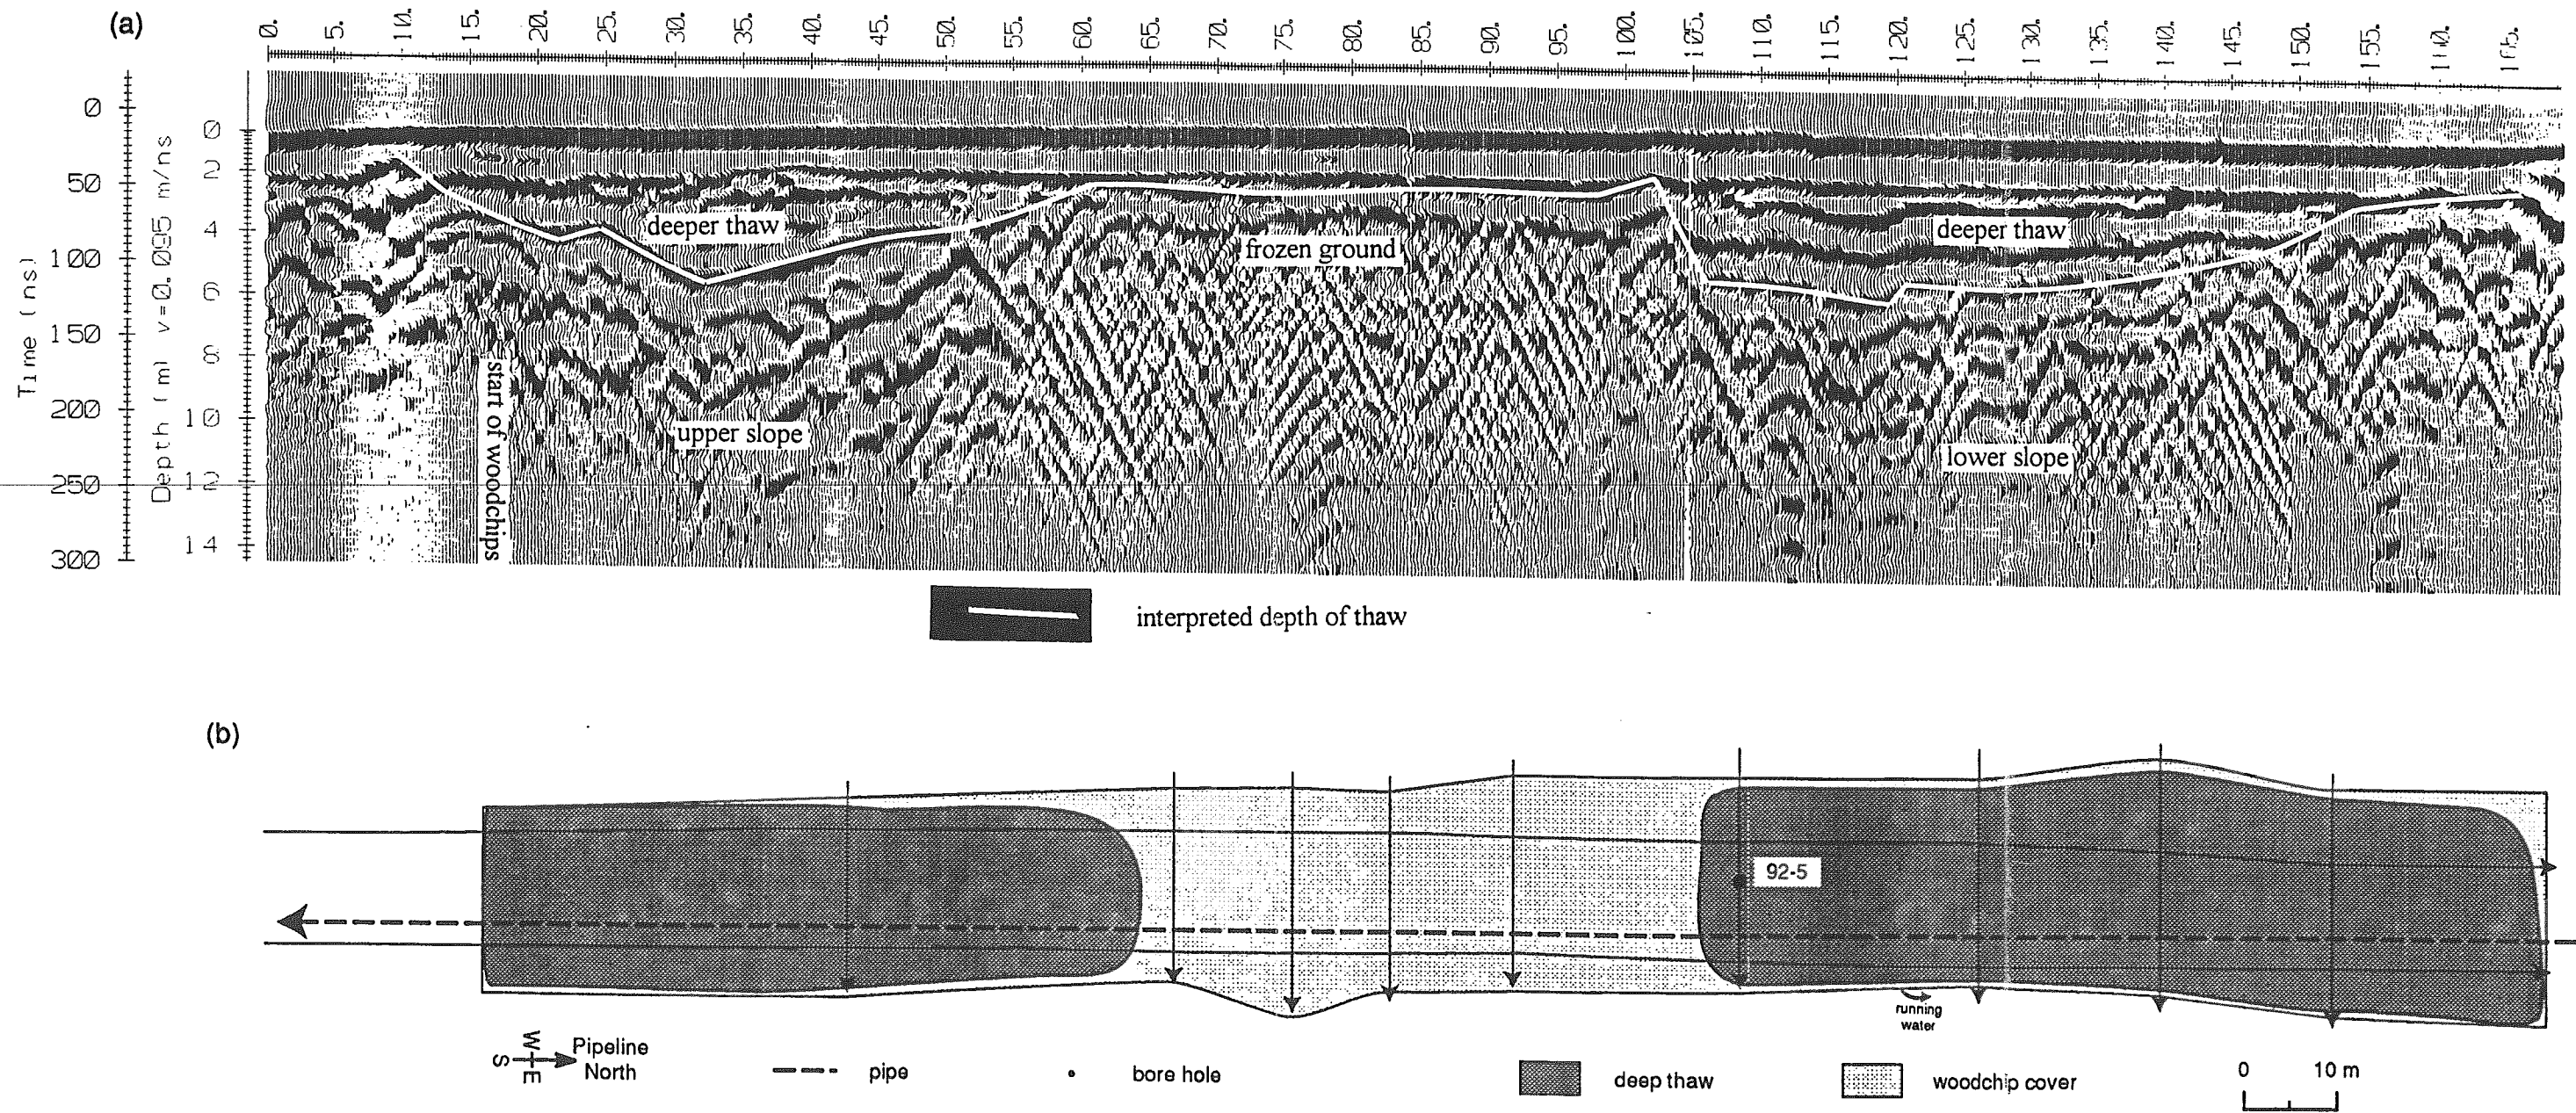 (a)
0. 5. 10. 15. 20. 25. 30. 35. 40. 45. 50. 55. 60. 65. 70. 75. 80. 85. 90. 95. 100. 105. 110. 115. 120. 125. 130. 135. 140. 145. 150. 155. 160. 165.
Time (ns)
0
50
100
150
200
250
300
Depth (m) v=0.095 m/ns
0
2
4
6
8
10
12
14
deeper thaw
frozen ground
deeper thaw
start of woodchips
upper slope
lower slope
interpreted depth of thaw
(b)
92-5
running
water
W
S
E
Pipeline
North
pipe
bore hole
deep thaw
woodchip cover
0 10 m